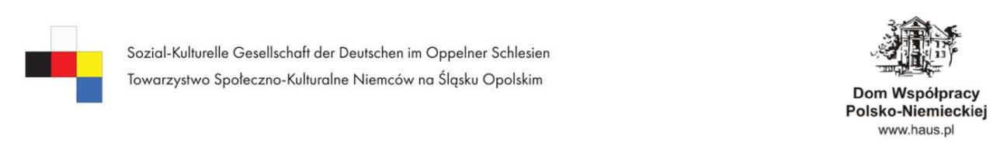 Sozial-Kulturelle Gesellschaft der Deutschen im Oppelner Schlesien
Towarzystwo Społeczno-Kulturalne Niemców na Śląsku Opolskim
Dom Współpracy
Polsko-Niemieckiej
www.haus.pl